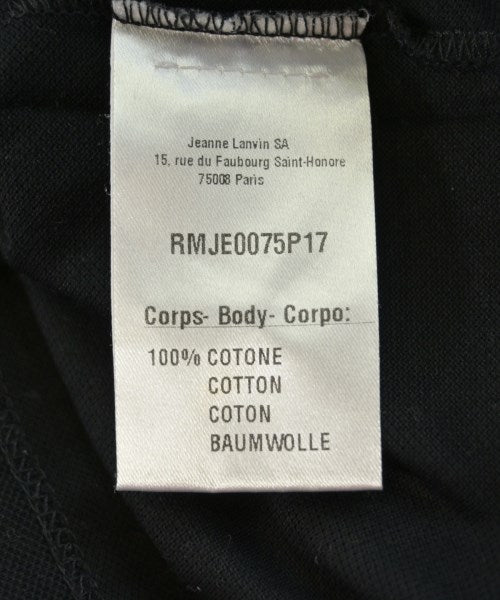 Jeanne Lanvin SA
15, rue du Faubourg Saint-Honore
75008 Paris
RMJE0075P17
Corps- Body- Corpo:
100% COTONE
COTTON
COTON
BAUMWOLLE